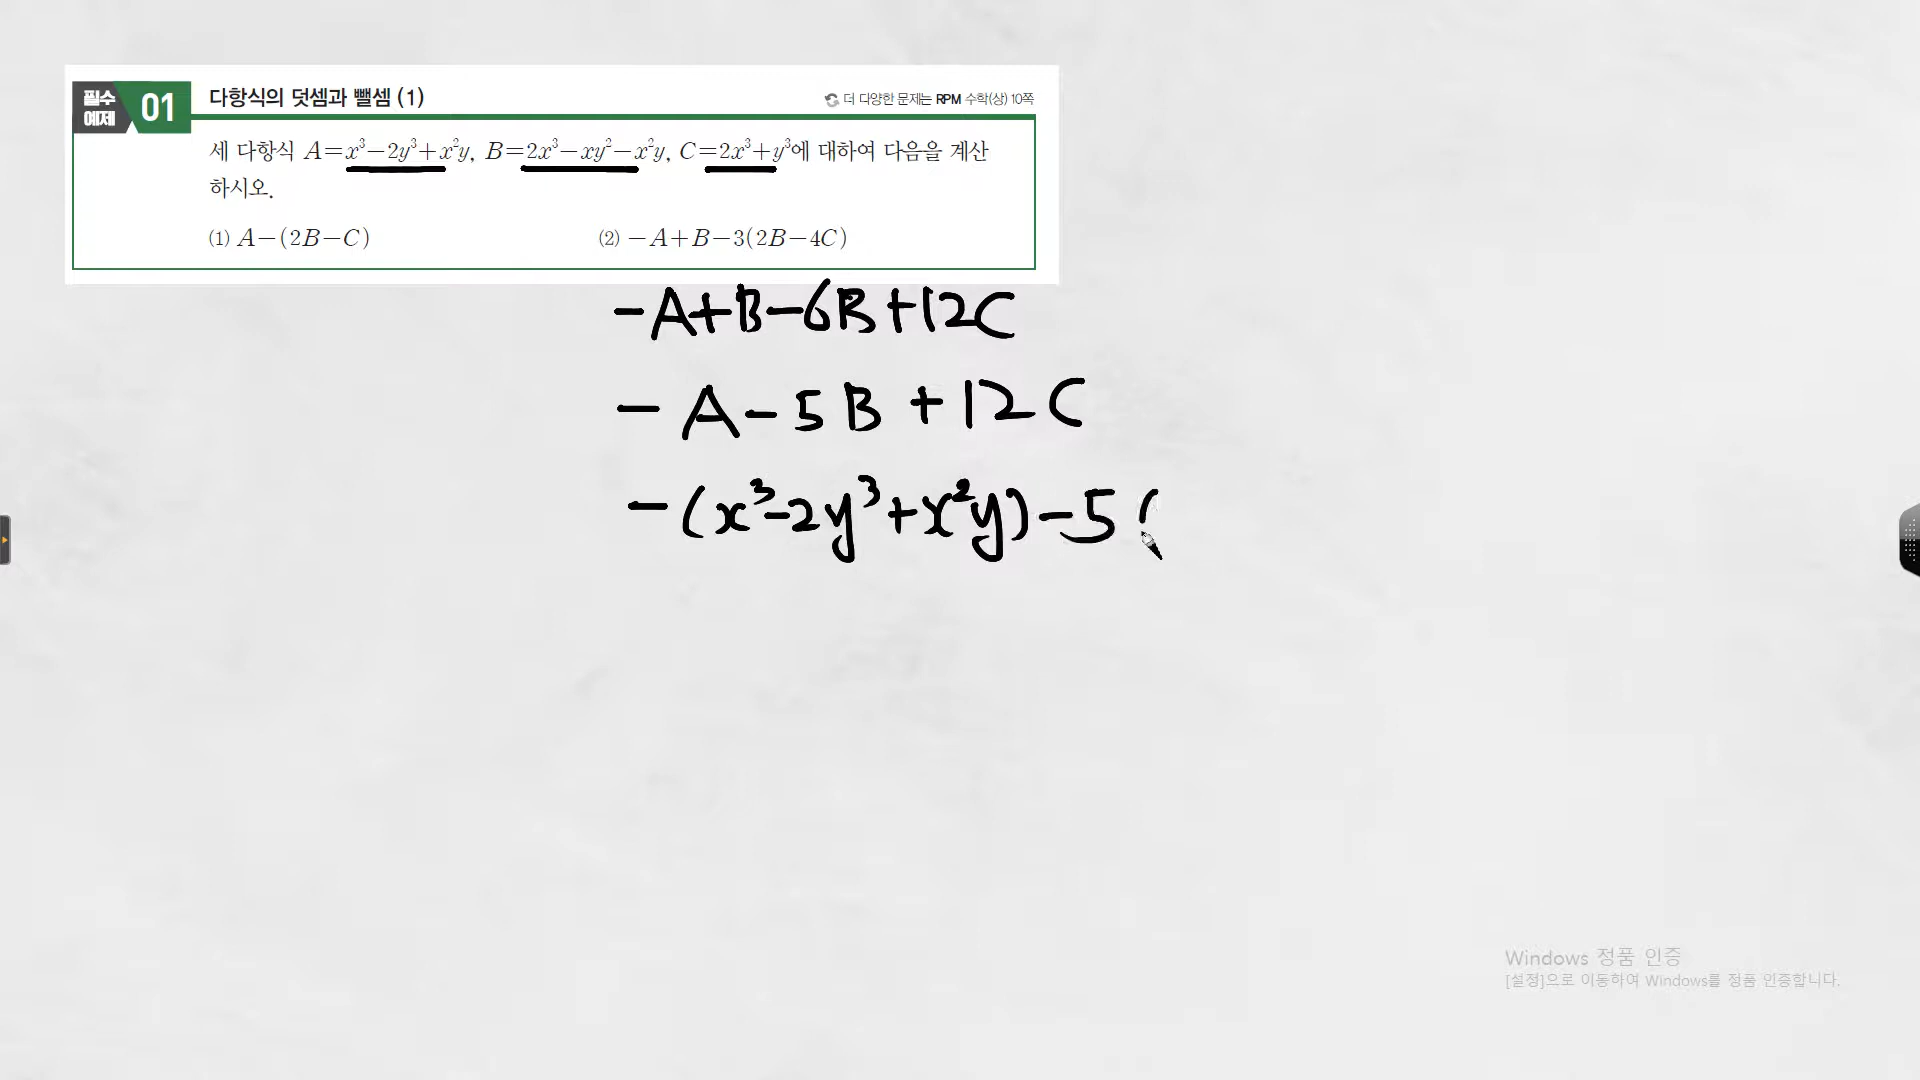 필수 예제 01 다항식의 덧셈과 뺄셈 (1) 더 다양한 문제는 RPM 수학(상) 10쪽
세 다항식 A=x³−2y³+x²y, B=2x³−xy²−x²y, C=2x³+y³에 대하여 다음을 계산
하시오.
(1) A−(2B−C) (2) −A+B−3(2B−4C)
−A+B−6B+12C
−A−5B+12C
−(x³−2y³+x²y)−5(
Windows 정품 인증
[설정]으로 이동하여 Windows를 정품 인증합니다.